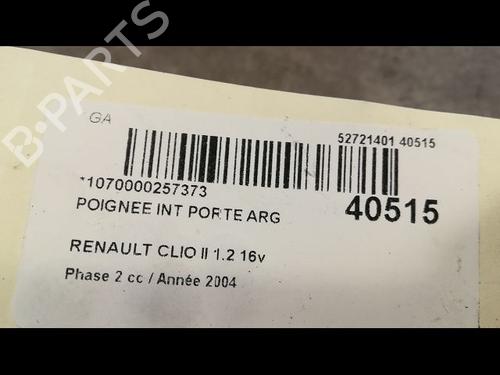 B-PARTS
GA
52721401 40515
*1070000257373
POIGNEE INT PORTE ARG
40515
RENAULT CLIO II 1.2 16v
Phase 2 cc / Année 2004